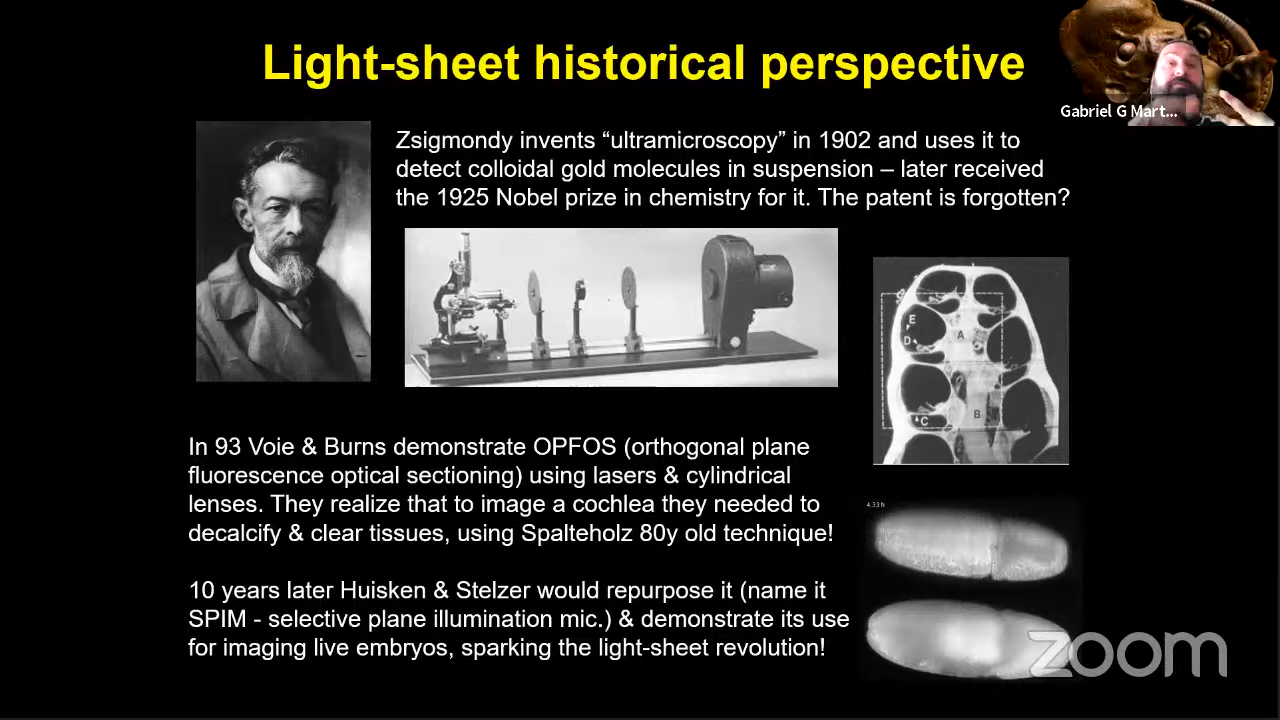 Light-sheet historical perspective
Gabriel G Mart...
Zsigmondy invents “ultramicroscopy” in 1902 and uses it to
detect colloidal gold molecules in suspension – later received
the 1925 Nobel prize in chemistry for it. The patent is forgotten?
E
D
A
B
C
In 93 Voie & Burns demonstrate OPFOS (orthogonal plane
fluorescence optical sectioning) using lasers & cylindrical
lenses. They realize that to image a cochlea they needed to
decalcify & clear tissues, using Spalteholz 80y old technique!
4.33 h
10 years later Huisken & Stelzer would repurpose it (name it
SPIM - selective plane illumination mic.) & demonstrate its use
for imaging live embryos, sparking the light-sheet revolution!
zoom